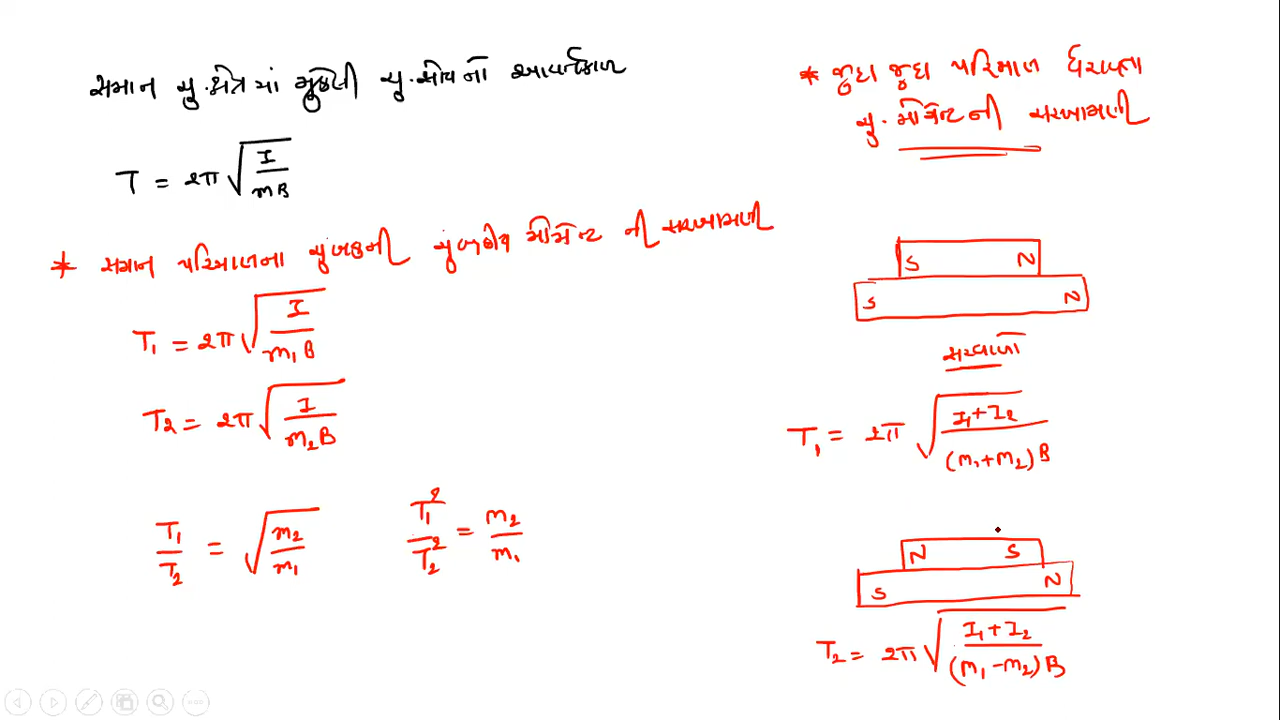 સમાન ચુ.ક્ષેત્રમાં મુકેલી ચુ.સોયનો આવર્તકાળ
T = 2π√(I/mB)
* સમાન પરિમાણના ચુંબકની ચુંબકીય મોમેન્ટ ની સરખામણી
T₁ = 2π√(I/m₁B)
T₂ = 2π√(I/m₂B)
T₁/T₂ = √(m₂/m₁) T₁²/T₂² = m₂/m₁
* જુદા જુદા પરિમાણ ધરાવતા
ચુ. મોમેન્ટની સરખામણી
S N
S N
સરવાળો
T₁ = 2π√((I₁+I₂)/(m₁+m₂)B)
N S
S N
T₂ = 2π√((I₁+I₂)/(m₁-m₂)B)